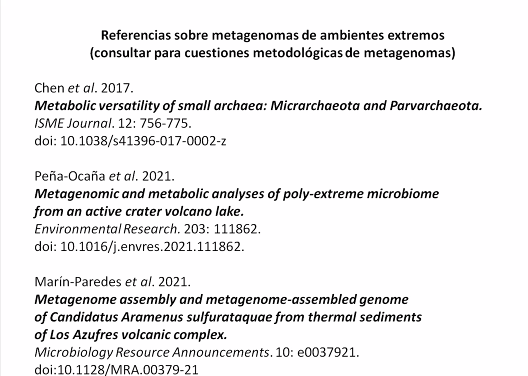 Referencias sobre metagenomas de ambientes extremos
(consultar para cuestiones metodológicas de metagenomas)
Chen et al. 2017.
Metabolic versatility of small archaea: Micrarchaeota and Parvarchaeota.
ISME Journal. 12: 756-775.
doi: 10.1038/s41396-017-0002-z
Peña-Ocaña et al. 2021.
Metagenomic and metabolic analyses of poly-extreme microbiome
from an active crater volcano lake.
Environmental Research. 203: 111862.
doi: 10.1016/j.envres.2021.111862.
Marín-Paredes et al. 2021.
Metagenome assembly and metagenome-assembled genome
of Candidatus Aramenus sulfurataquae from thermal sediments
of Los Azufres volcanic complex.
Microbiology Resource Announcements. 10: e0037921.
doi:10.1128/MRA.00379-21